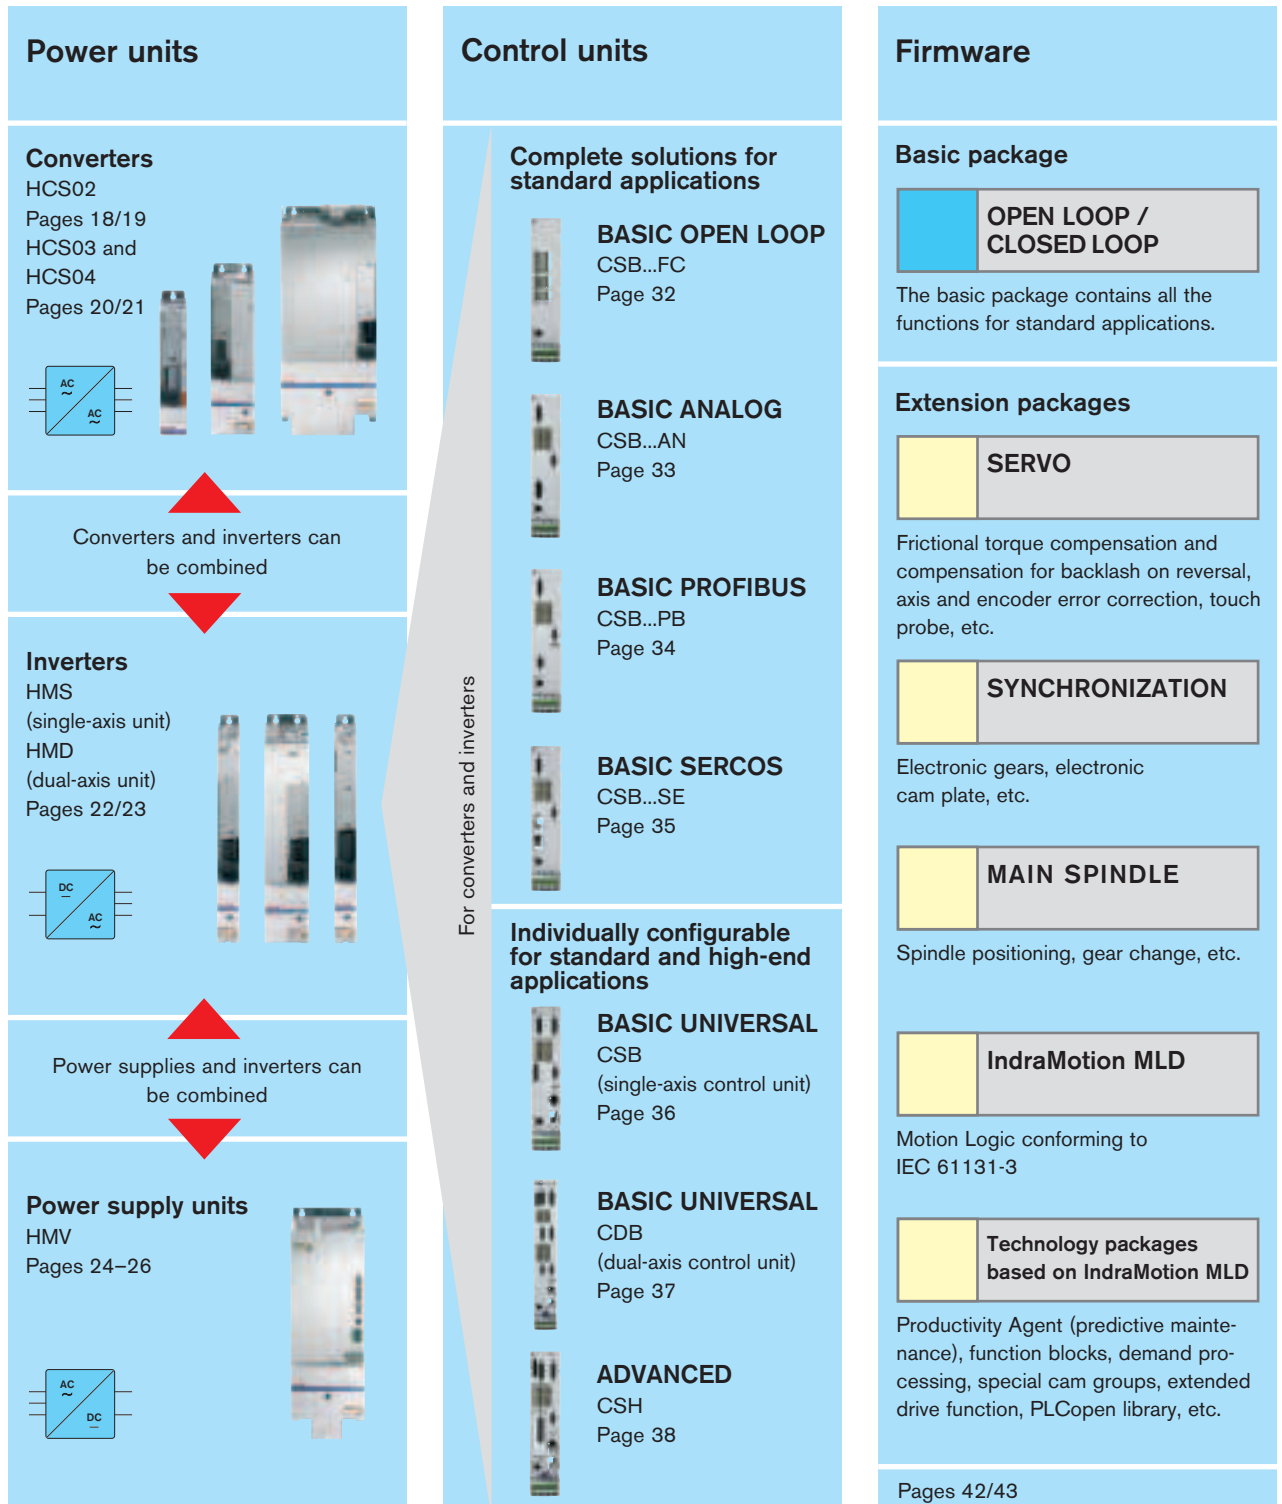 Power units
Converters
HCS02
Pages 18/19
HCS03 and
HCS04
Pages 20/21
AC
~
AC
~
Converters and inverters can
be combined
Inverters
HMS
(single-axis unit)
HMD
(dual-axis unit)
Pages 22/23
DC
—
AC
~
Power supplies and inverters can
be combined
Power supply units
HMV
Pages 24–26
AC
~
DC
—
Control units
For converters and inverters
Complete solutions for
standard applications
BASIC OPEN LOOP
CSB...FC
Page 32
BASIC ANALOG
CSB...AN
Page 33
BASIC PROFIBUS
CSB...PB
Page 34
BASIC SERCOS
CSB...SE
Page 35
Individually configurable
for standard and high-end
applications
BASIC UNIVERSAL
CSB
(single-axis control unit)
Page 36
BASIC UNIVERSAL
CDB
(dual-axis control unit)
Page 37
ADVANCED
CSH
Page 38
Firmware
Basic package
OPEN LOOP /
CLOSED LOOP
The basic package contains all the
functions for standard applications.
Extension packages
SERVO
Frictional torque compensation and
compensation for backlash on reversal,
axis and encoder error correction, touch
probe, etc.
SYNCHRONIZATION
Electronic gears, electronic
cam plate, etc.
MAIN SPINDLE
Spindle positioning, gear change, etc.
IndraMotion MLD
Motion Logic conforming to
IEC 61131-3
Technology packages
based on IndraMotion MLD
Productivity Agent (predictive mainte-
nance), function blocks, demand pro-
cessing, special cam groups, extended
drive function, PLCopen library, etc.
Pages 42/43